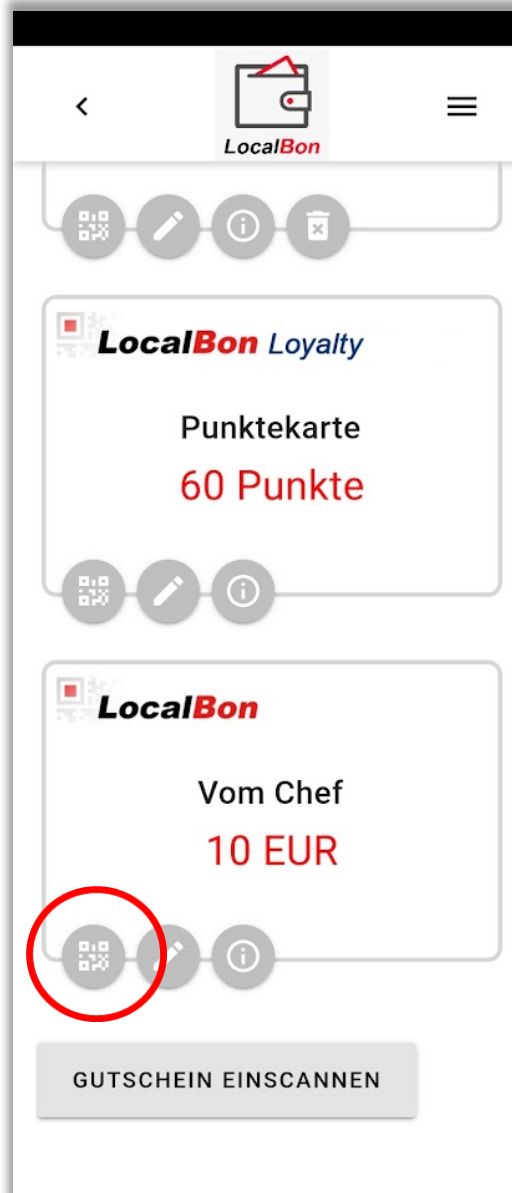 LocalBon
LocalBon Loyalty
Punktekarte
60 Punkte
LocalBon
Vom Chef
10 EUR
GUTSCHEIN EINSCANNEN